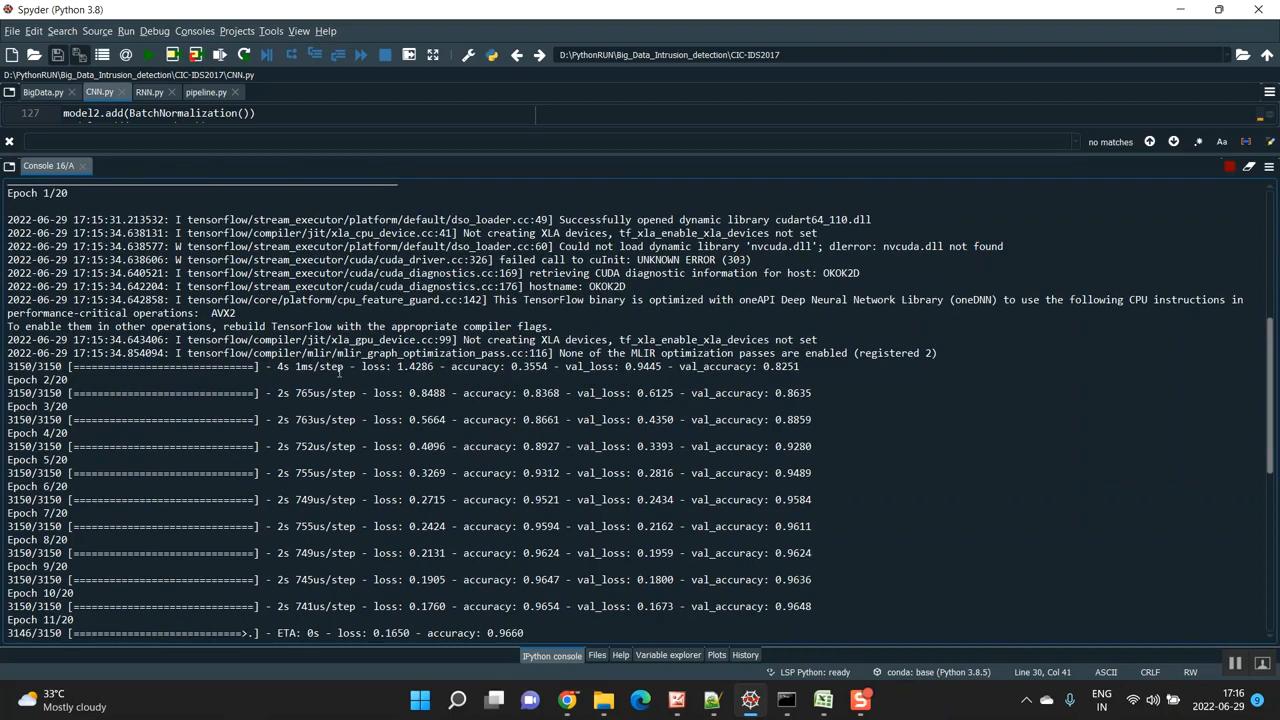 Spyder (Python 3.8)
File Edit Search Source Run Debug Consoles Projects Tools View Help
D:\PythonRUN\Big_Data_Intrusion_detection\CIC-IDS2017
D:\PythonRUN\Big_Data_Intrusion_detection\CIC-IDS2017\CNN.py
BigData.py CNN.py RNN.py pipeline.py
127 model2.add(BatchNormalization())
no matches Aa
Console 16/A
Epoch 1/20
2022-06-29 17:15:31.213532: I tensorflow/stream_executor/platform/default/dso_loader.cc:49] Successfully opened dynamic library cudart64_110.dll
2022-06-29 17:15:34.638131: I tensorflow/compiler/jit/xla_cpu_device.cc:41] Not creating XLA devices, tf_xla_enable_xla_devices not set
2022-06-29 17:15:34.638577: W tensorflow/stream_executor/platform/default/dso_loader.cc:60] Could not load dynamic library 'nvcuda.dll'; dlerror: nvcuda.dll not found
2022-06-29 17:15:34.638606: W tensorflow/stream_executor/cuda/cuda_driver.cc:326] failed call to cuInit: UNKNOWN ERROR (303)
2022-06-29 17:15:34.640521: I tensorflow/stream_executor/cuda/cuda_diagnostics.cc:169] retrieving CUDA diagnostic information for host: OKOK2D
2022-06-29 17:15:34.642204: I tensorflow/stream_executor/cuda/cuda_diagnostics.cc:176] hostname: OKOK2D
2022-06-29 17:15:34.642858: I tensorflow/core/platform/cpu_feature_guard.cc:142] This TensorFlow binary is optimized with oneAPI Deep Neural Network Library (oneDNN) to use the following CPU instructions in
performance-critical operations:  AVX2
To enable them in other operations, rebuild TensorFlow with the appropriate compiler flags.
2022-06-29 17:15:34.643406: I tensorflow/compiler/jit/xla_gpu_device.cc:99] Not creating XLA devices, tf_xla_enable_xla_devices not set
2022-06-29 17:15:34.854094: I tensorflow/compiler/mlir/mlir_graph_optimization_pass.cc:116] None of the MLIR optimization passes are enabled (registered 2)
3150/3150 [==============================] - 4s 1ms/step - loss: 1.4286 - accuracy: 0.3554 - val_loss: 0.9445 - val_accuracy: 0.8251
Epoch 2/20
3150/3150 [==============================] - 2s 765us/step - loss: 0.8488 - accuracy: 0.8368 - val_loss: 0.6125 - val_accuracy: 0.8635
Epoch 3/20
3150/3150 [==============================] - 2s 763us/step - loss: 0.5664 - accuracy: 0.8661 - val_loss: 0.4350 - val_accuracy: 0.8859
Epoch 4/20
3150/3150 [==============================] - 2s 752us/step - loss: 0.4096 - accuracy: 0.8927 - val_loss: 0.3393 - val_accuracy: 0.9280
Epoch 5/20
3150/3150 [==============================] - 2s 755us/step - loss: 0.3269 - accuracy: 0.9312 - val_loss: 0.2816 - val_accuracy: 0.9489
Epoch 6/20
3150/3150 [==============================] - 2s 749us/step - loss: 0.2715 - accuracy: 0.9521 - val_loss: 0.2434 - val_accuracy: 0.9584
Epoch 7/20
3150/3150 [==============================] - 2s 755us/step - loss: 0.2424 - accuracy: 0.9594 - val_loss: 0.2162 - val_accuracy: 0.9611
Epoch 8/20
3150/3150 [==============================] - 2s 749us/step - loss: 0.2131 - accuracy: 0.9624 - val_loss: 0.1959 - val_accuracy: 0.9624
Epoch 9/20
3150/3150 [==============================] - 2s 745us/step - loss: 0.1905 - accuracy: 0.9647 - val_loss: 0.1800 - val_accuracy: 0.9636
Epoch 10/20
3150/3150 [==============================] - 2s 741us/step - loss: 0.1760 - accuracy: 0.9654 - val_loss: 0.1673 - val_accuracy: 0.9648
Epoch 11/20
3146/3150 [============================>.] - ETA: 0s - loss: 0.1650 - accuracy: 0.9660
IPython console Files Help Variable explorer Plots History
LSP Python: ready conda: base (Python 3.8.5) Line 30, Col 41 ASCII CRLF RW
33°C
Mostly cloudy
ENG
IN
17:16
2022-06-29
9